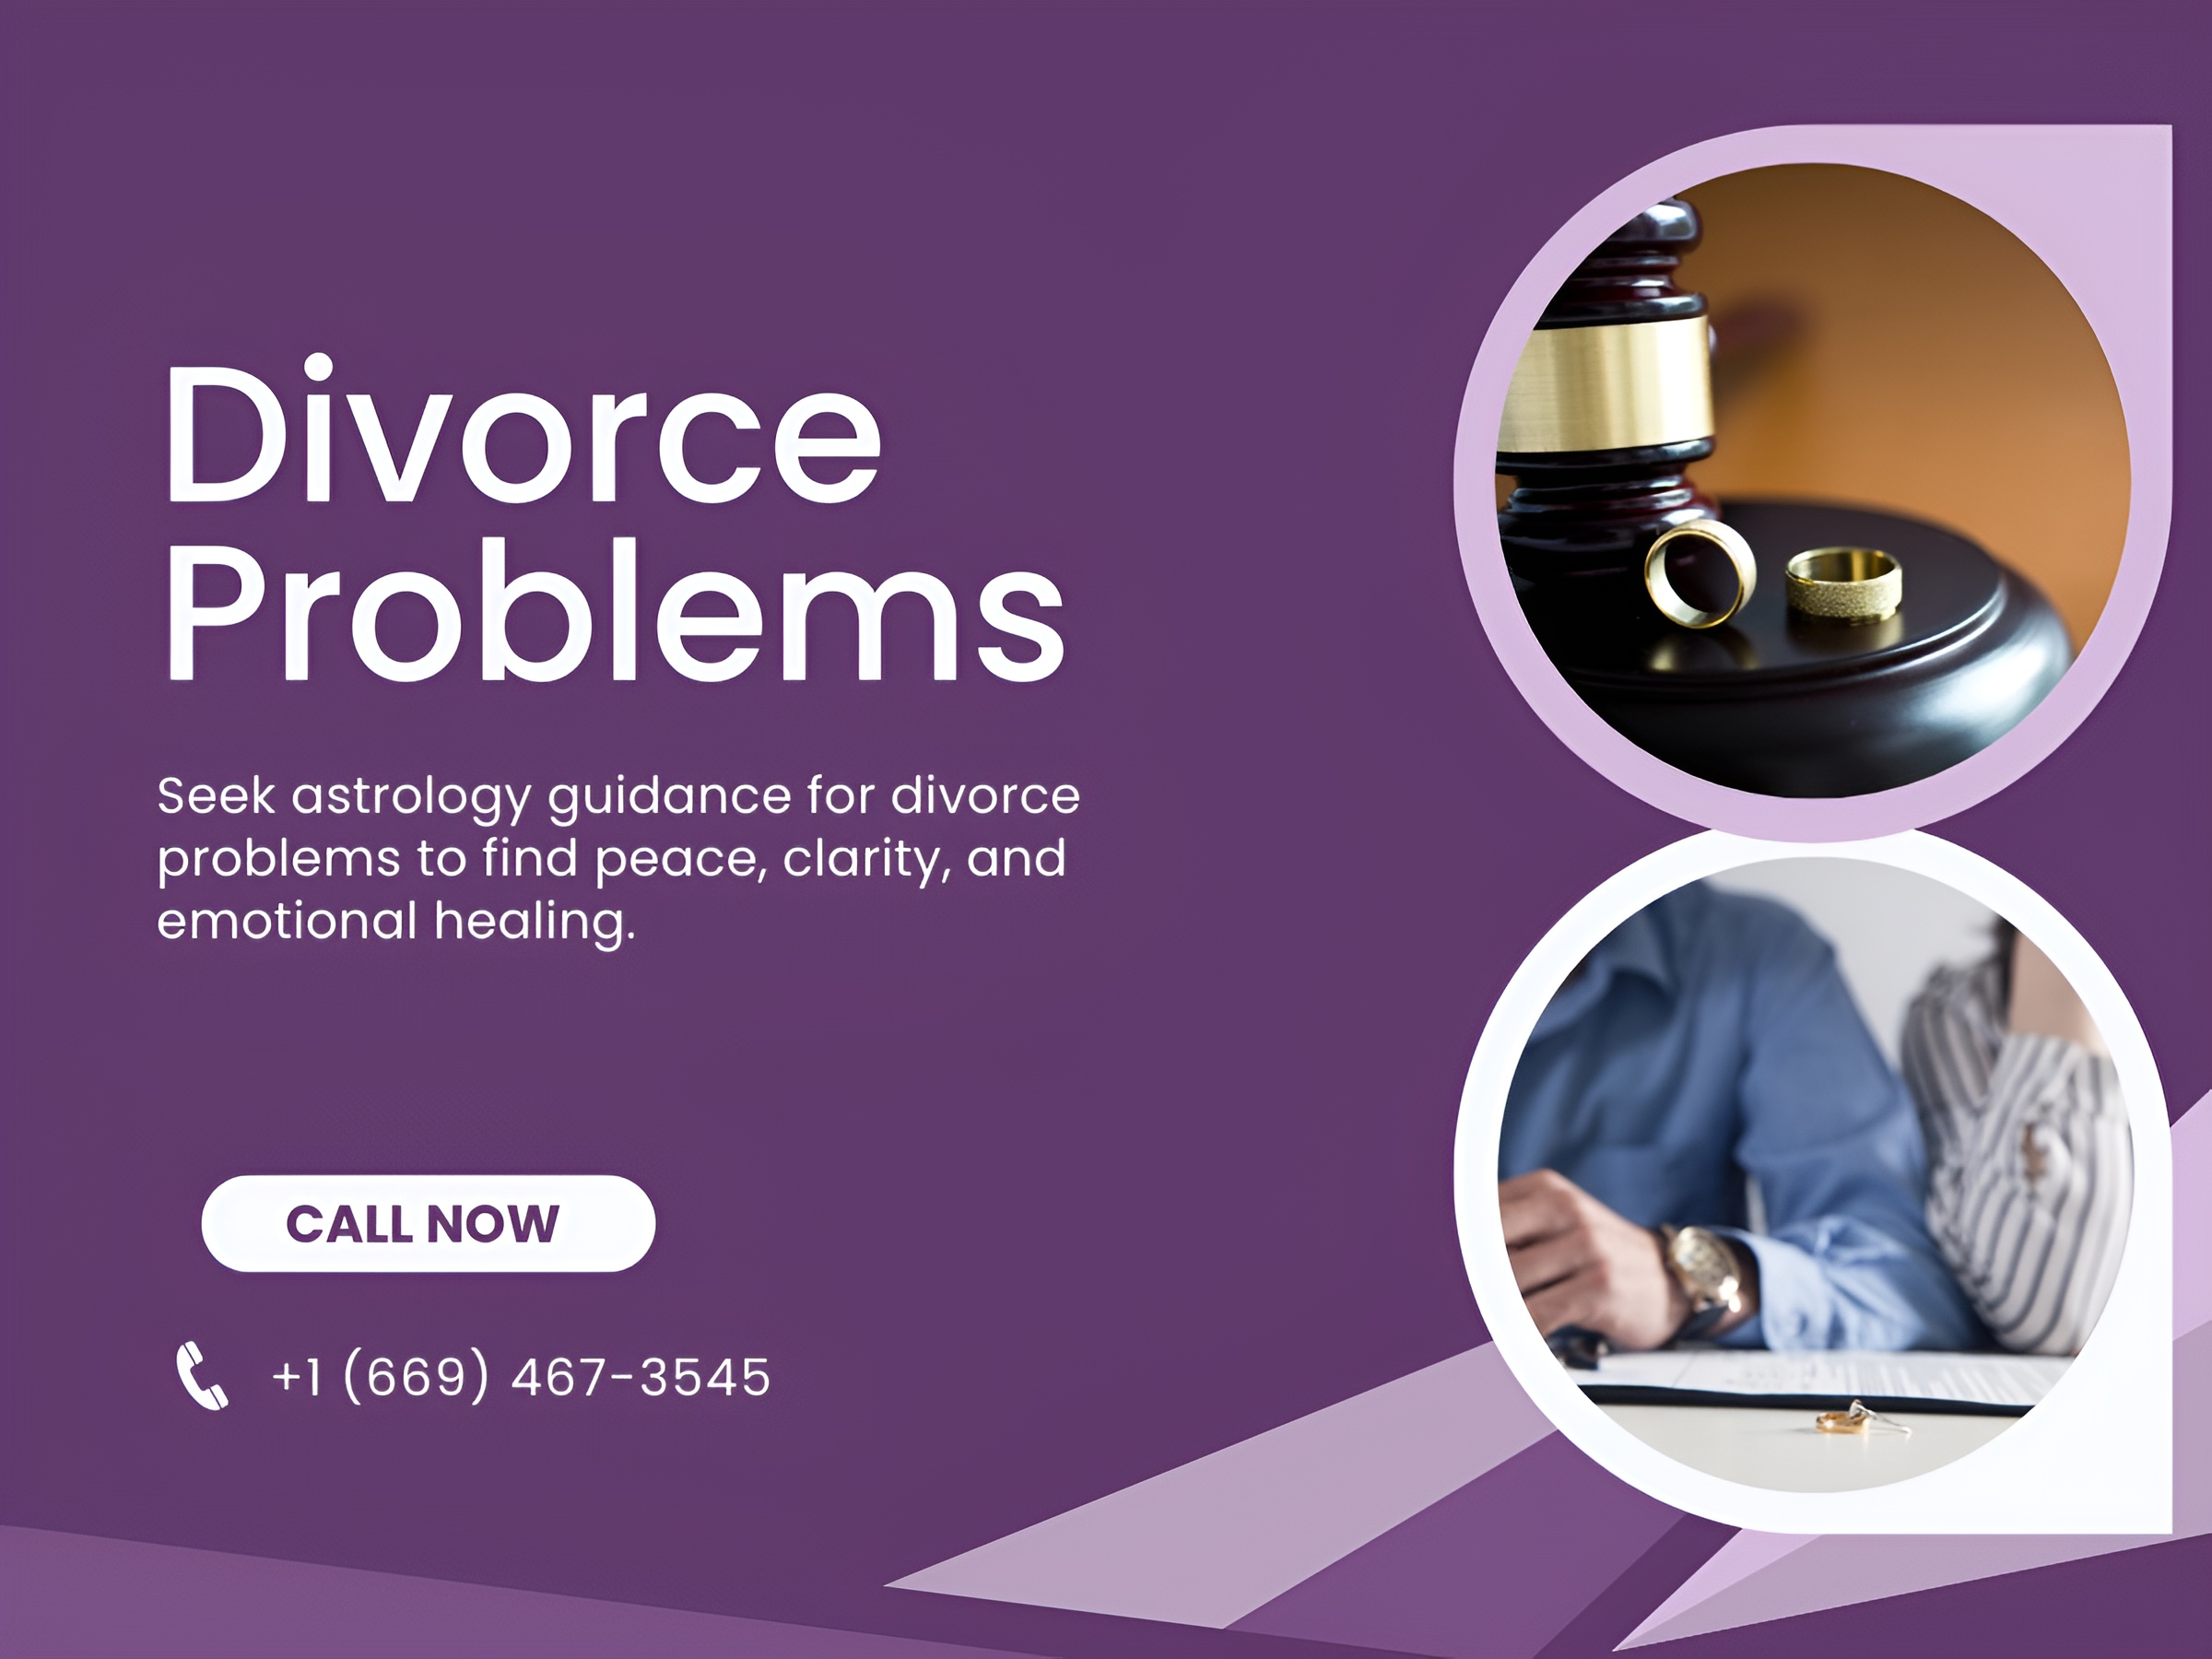 Divorce
Problems
Seek astrology guidance for divorce
problems to find peace, clarity, and
emotional healing.
CALL NOW
+1 (669) 467-3545